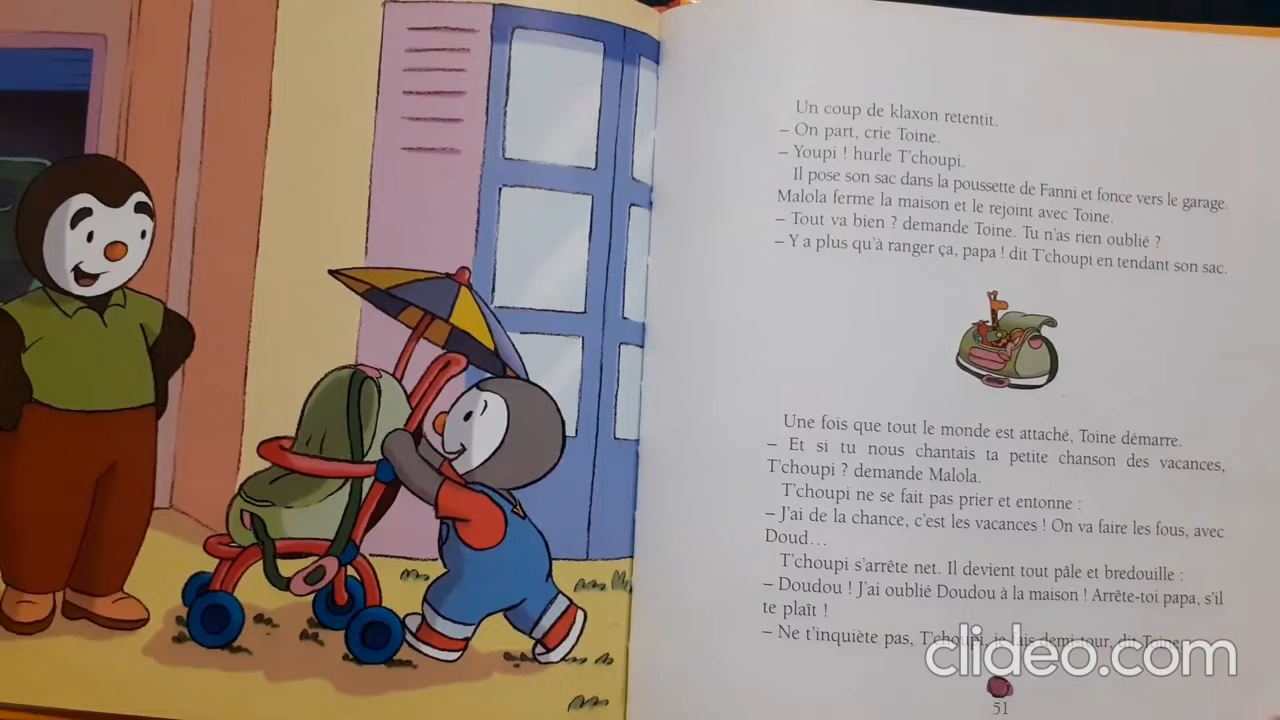 Un coup de klaxon retentit.
– On part, crie Toine.
– Youpi ! hurle T'choupi.
Il pose son sac dans la poussette de Fanni et fonce vers le garage.
Malola ferme la maison et le rejoint avec Toine.
– Tout va bien ? demande Toine. Tu n'as rien oublié ?
– Y a plus qu'à ranger ça, papa ! dit T'choupi en tendant son sac.
Une fois que tout le monde est attaché, Toine démarre.
– Et si tu nous chantais ta petite chanson des vacances,
T'choupi ? demande Malola.
T'choupi ne se fait pas prier et entonne :
– J'ai de la chance, c'est les vacances ! On va faire les fous, avec
Doud…
T'choupi s'arrête net. Il devient tout pâle et bredouille :
– Doudou ! J'ai oublié Doudou à la maison ! Arrête-toi papa, s'il
te plaît !
– Ne t'inquiète pas, T'choupi, je fais demi-tour, dit Toine.
clideo.com
51